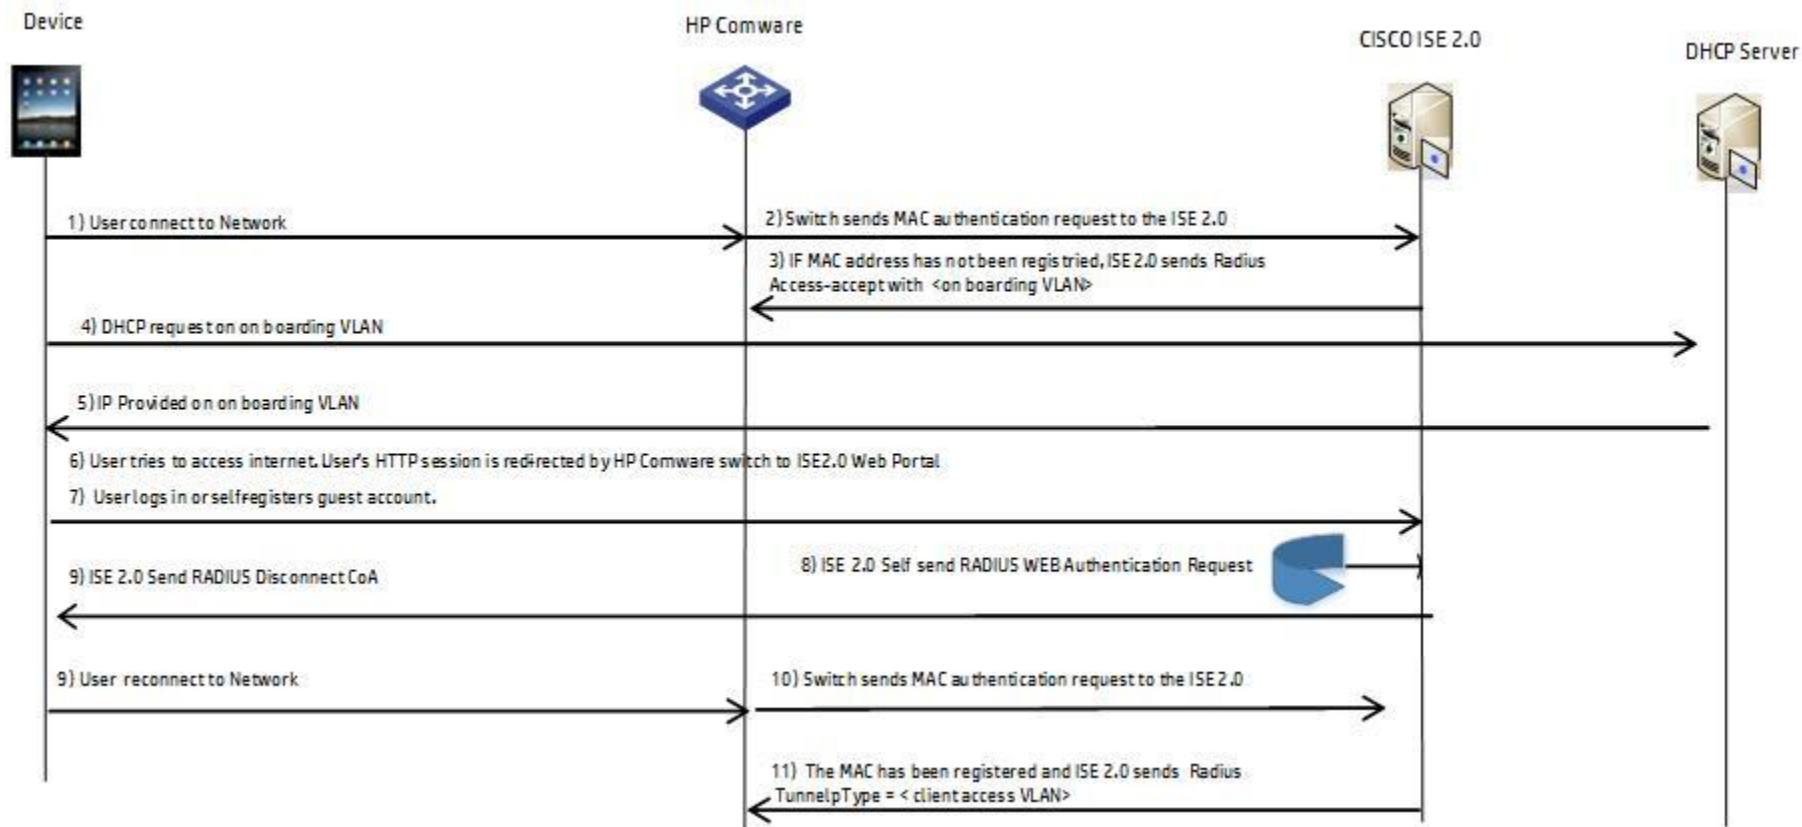 Device
HP Comware
CISCO ISE 2.0
DHCP Server
1) User connect to Network
2) Switch sends MAC authentication request to the ISE 2.0
3) IF MAC address has not been registried, ISE2.0 sends Radius
Access-accept with <on boarding VLAN>
4) DHCP request on on boarding VLAN
5) IP Provided on on boarding VLAN
6) User tries to access internet. User's HTTP session is redirected by HP Comware switch to ISE2.0 Web Portal
7) User logs in or self-registers guest account.
8) ISE 2.0 Self send RADIUS WEB Authentication Request
9) ISE 2.0 Send RADIUS Disconnect CoA
9) User reconnect to Network
10) Switch sends MAC authentication request to the ISE2.0
11) The MAC has been registered and ISE 2.0 sends Radius
TunnelpType = < client access VLAN>